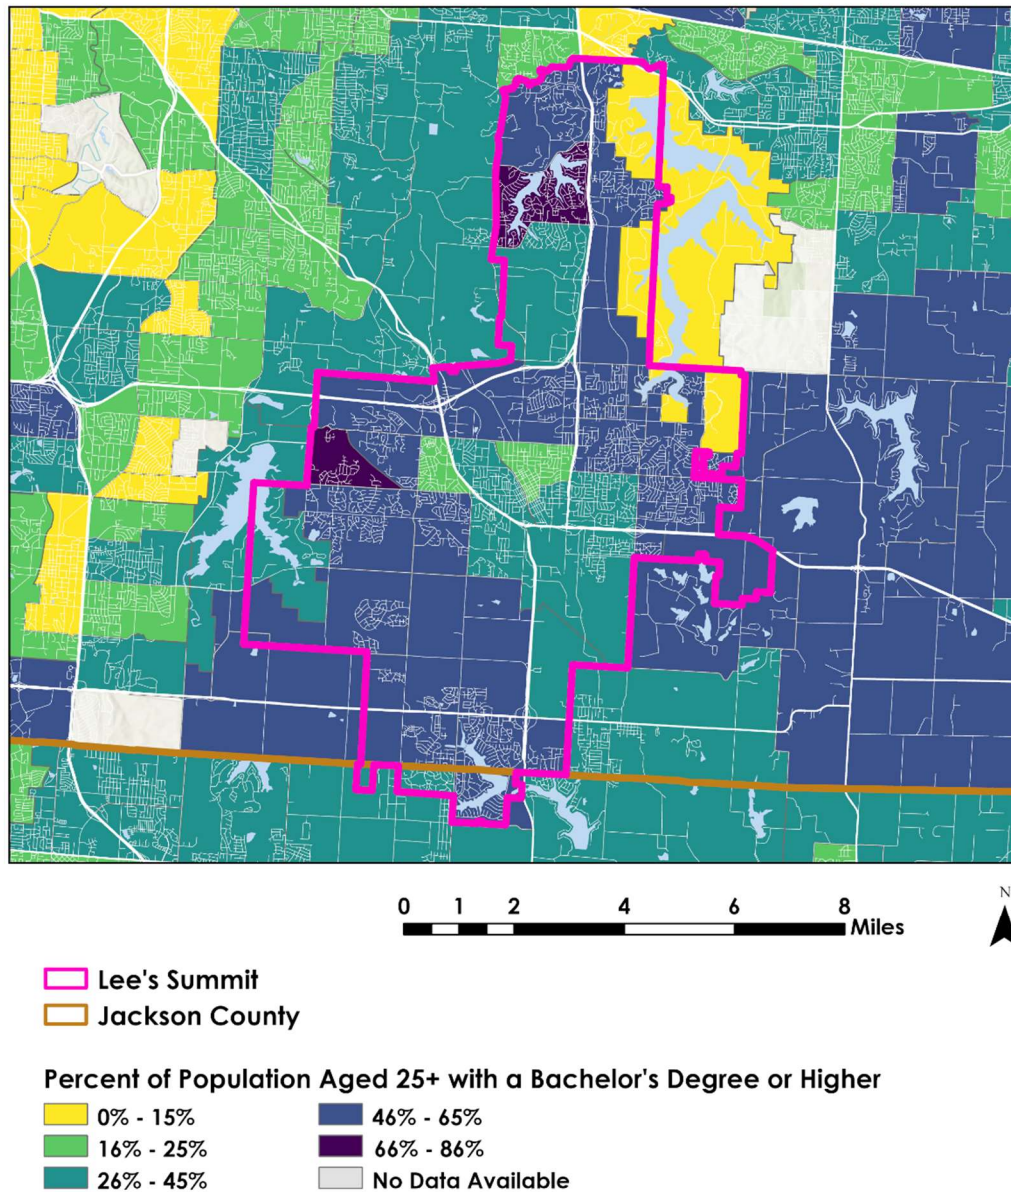 N
0 1 2 4 6 8
Miles
Lee's Summit
Jackson County
Percent of Population Aged 25+ with a Bachelor's Degree or Higher
0% - 15% 46% - 65%
16% - 25% 66% - 86%
26% - 45% No Data Available